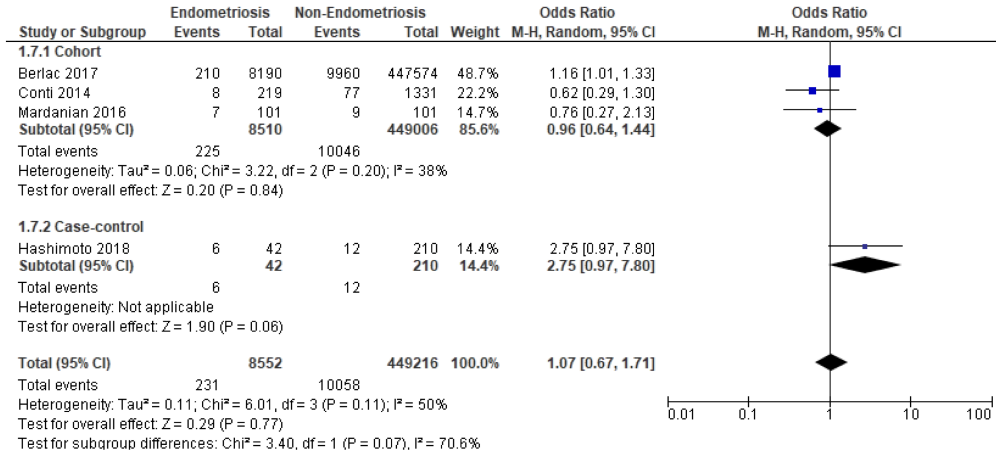 Endometriosis Non-Endometriosis Odds Ratio Odds Ratio
Study or Subgroup Events Total Events Total Weight M-H, Random, 95% CI M-H, Random, 95% CI
1.7.1 Cohort
Berlac 2017 210 8190 9960 447574 48.7% 1.16 [1.01, 1.33]
Conti 2014 8 219 77 1331 22.2% 0.62 [0.29, 1.30]
Mardanian 2016 7 101 9 101 14.7% 0.76 [0.27, 2.13]
Subtotal (95% CI) 8510 449006 85.6% 0.96 [0.64, 1.44]
Total events 225 10046
Heterogeneity: Tau² = 0.06; Chi² = 3.22, df = 2 (P = 0.20); I² = 38%
Test for overall effect: Z = 0.20 (P = 0.84)
1.7.2 Case-control
Hashimoto 2018 6 42 12 210 14.4% 2.75 [0.97, 7.80]
Subtotal (95% CI) 42 210 14.4% 2.75 [0.97, 7.80]
Total events 6 12
Heterogeneity: Not applicable
Test for overall effect: Z = 1.90 (P = 0.06)
Total (95% CI) 8552 449216 100.0% 1.07 [0.67, 1.71]
Total events 231 10058
Heterogeneity: Tau² = 0.11; Chi² = 6.01, df = 3 (P = 0.11); I² = 50%
Test for overall effect: Z = 0.29 (P = 0.77)
Test for subgroup differences: Chi² = 3.40, df = 1 (P = 0.07), I² = 70.6%
0.01 0.1 1 10 100